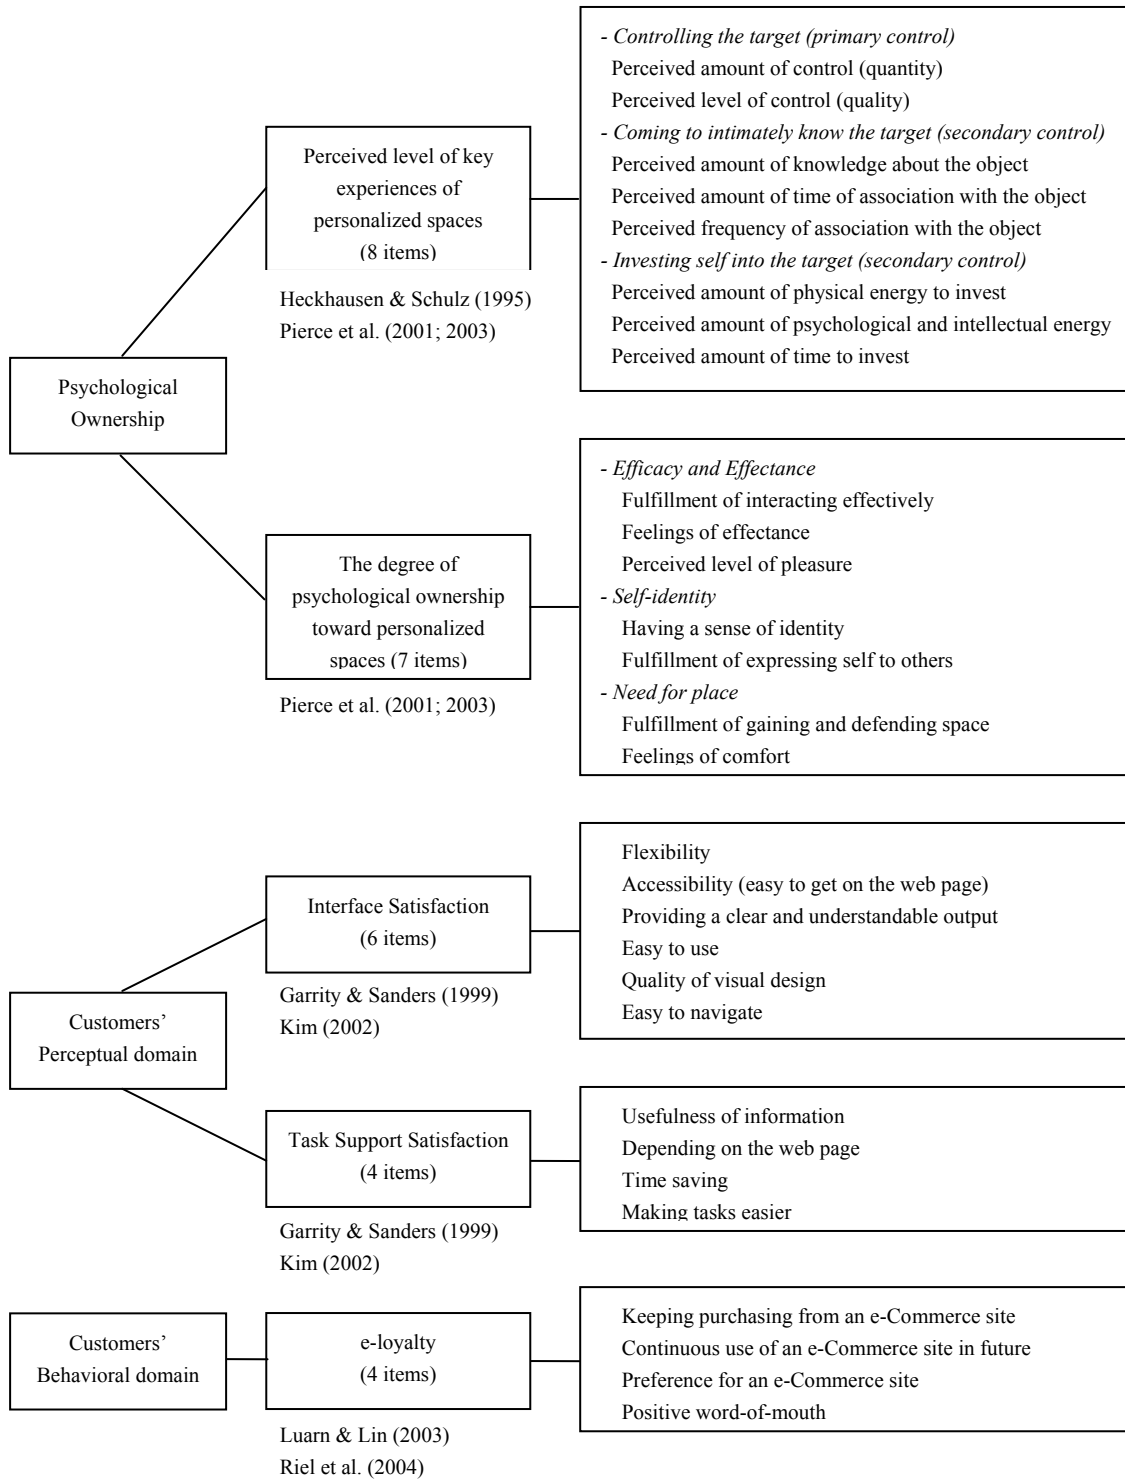 - Controlling the target (primary control)
Perceived amount of control (quantity)
Perceived level of control (quality)
- Coming to intimately know the target (secondary control)
Perceived amount of knowledge about the object
Perceived amount of time of association with the object
Perceived frequency of association with the object
- Investing self into the target (secondary control)
Perceived amount of physical energy to invest
Perceived amount of psychological and intellectual energy
Perceived amount of time to invest
Perceived level of key
experiences of
personalized spaces
(8 items)
Heckhausen & Schulz (1995)
Pierce et al. (2001; 2003)
Psychological
Ownership
- Efficacy and Effectance
Fulfillment of interacting effectively
Feelings of effectance
Perceived level of pleasure
- Self-identity
Having a sense of identity
Fulfillment of expressing self to others
- Need for place
Fulfillment of gaining and defending space
Feelings of comfort
The degree of
psychological ownership
toward personalized
spaces (7 items)
Pierce et al. (2001; 2003)
Flexibility
Accessibility (easy to get on the web page)
Providing a clear and understandable output
Easy to use
Quality of visual design
Easy to navigate
Interface Satisfaction
(6 items)
Garrity & Sanders (1999)
Kim (2002)
Customers’
Perceptual domain
Usefulness of information
Depending on the web page
Time saving
Making tasks easier
Task Support Satisfaction
(4 items)
Garrity & Sanders (1999)
Kim (2002)
Customers’
Behavioral domain
e-loyalty
(4 items)
Luarn & Lin (2003)
Riel et al. (2004)
Keeping purchasing from an e-Commerce site
Continuous use of an e-Commerce site in future
Preference for an e-Commerce site
Positive word-of-mouth